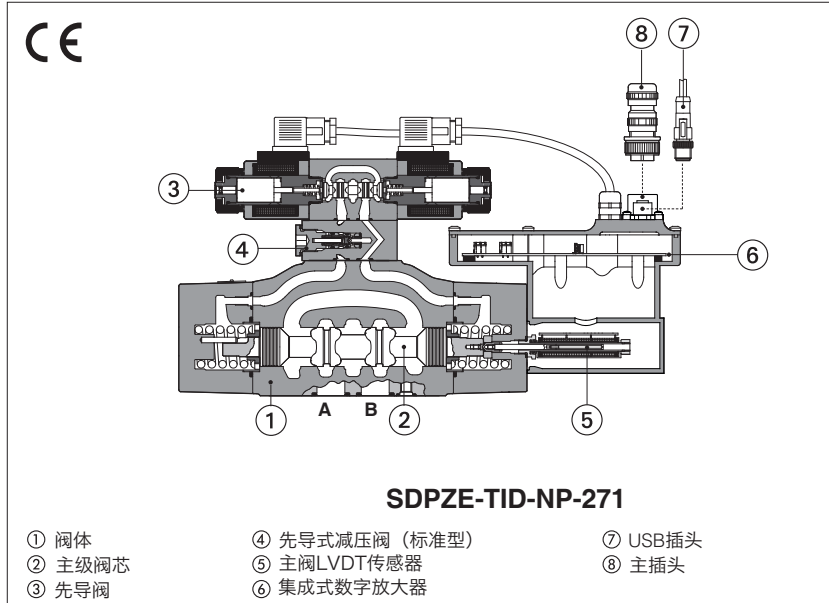 CE
⑧ ⑦
③
④
⑥
A B
① ② ⑤
SDPZE-TID-NP-271
① 阀体
② 主级阀芯
③ 先导阀
④ 先导式减压阀（标准型）
⑤ 主阀LVDT传感器
⑥ 集成式数字放大器
⑦ USB插头
⑧ 主插头